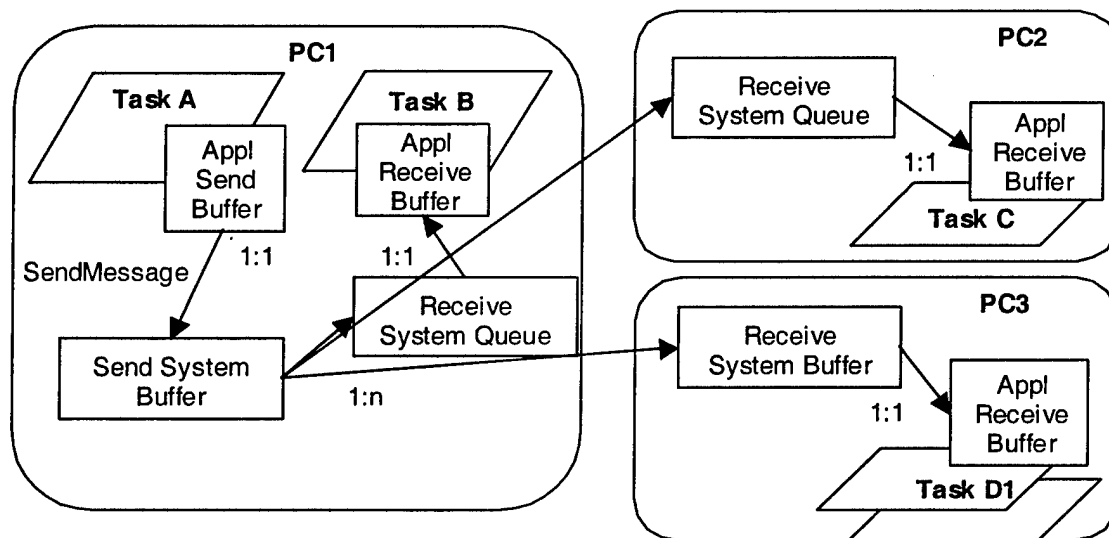 PC1
Task A
Appl
Send
Buffer
1:1
SendMessage
Send System
Buffer
1:n
Task B
Appl
Receive
Buffer
1:1
Receive
System Queue
PC2
Receive
System Queue
1:1
Appl
Receive
Buffer
Task C
PC3
Receive
System Buffer
1:1
Appl
Receive
Buffer
Task D1